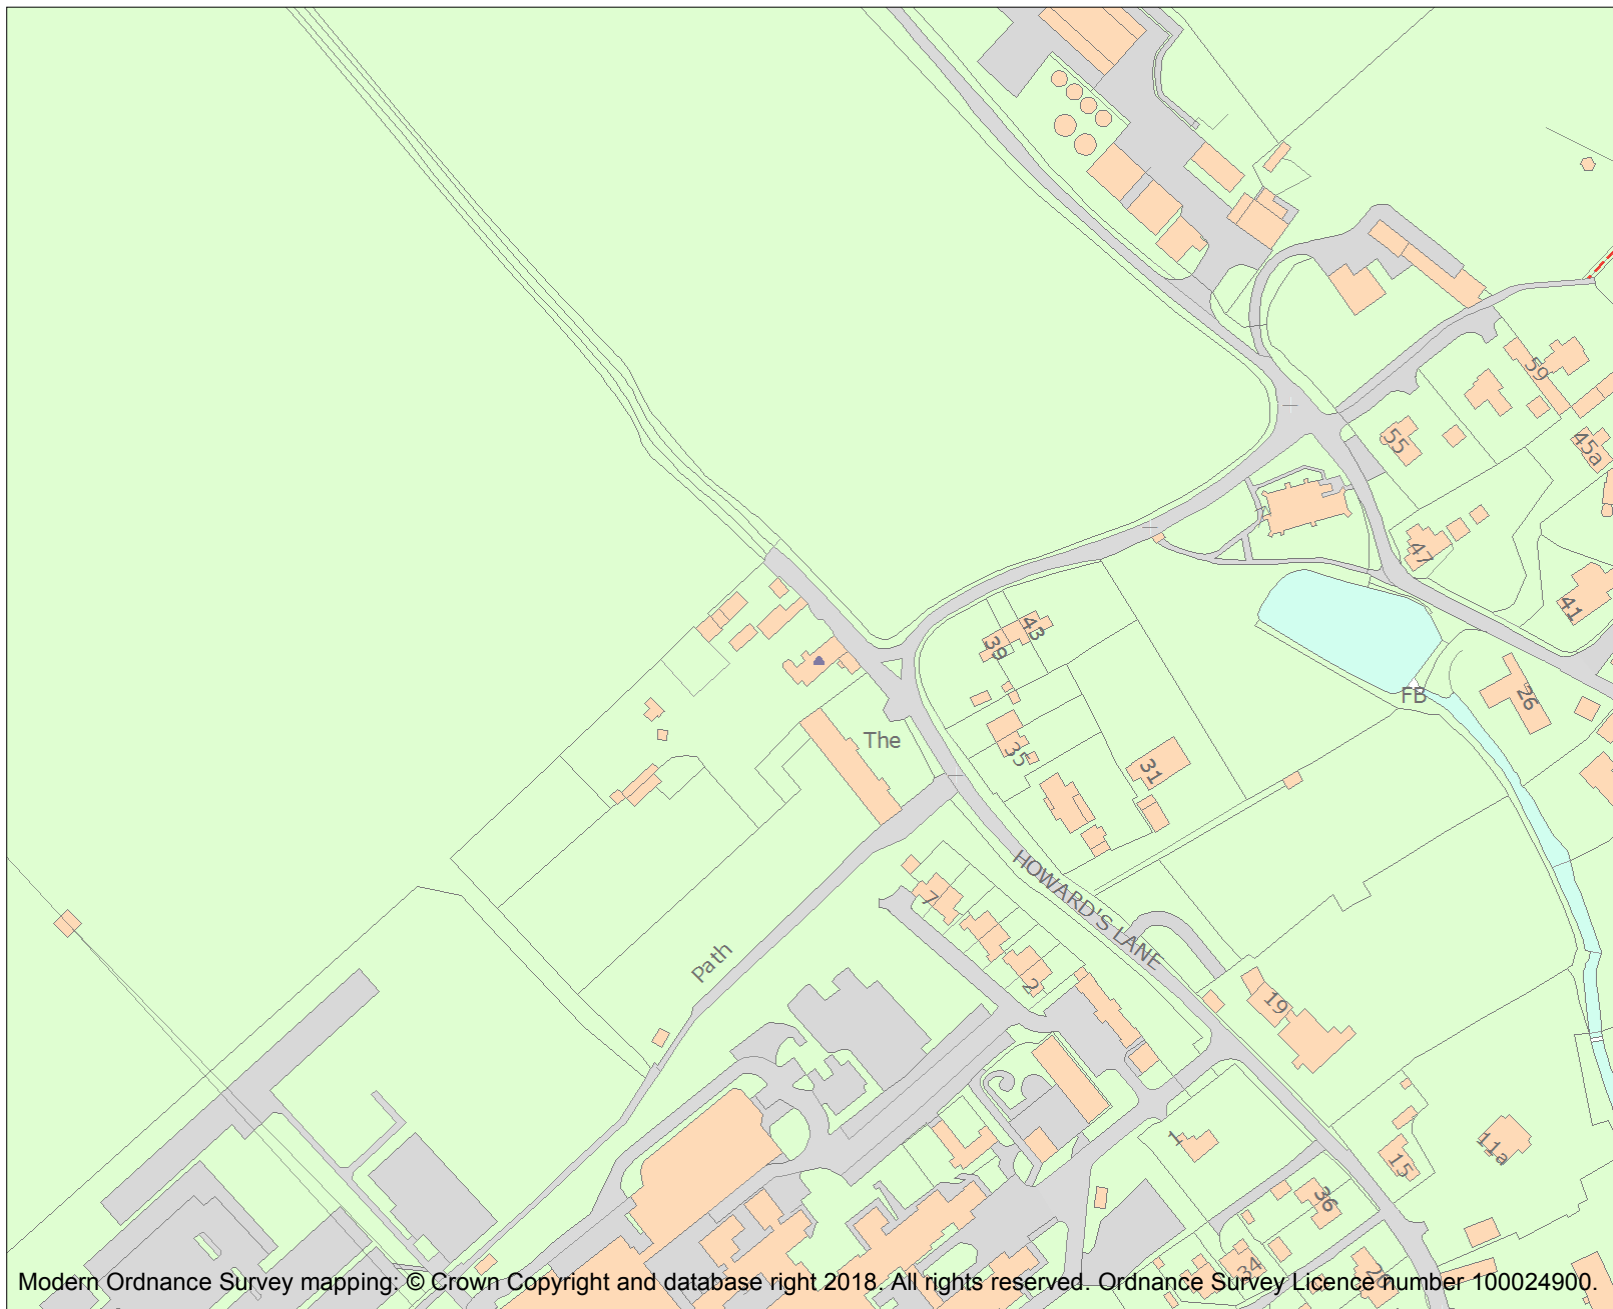 59
55
45a
47
41
43
39
26
FB
The
35
31
HOWARD'S LANE
7
Path
2
19
1
15
11a
36
34
Modern Ordnance Survey mapping: © Crown Copyright and database right 2018. All rights reserved. Ordnance Survey Licence number 100024900.